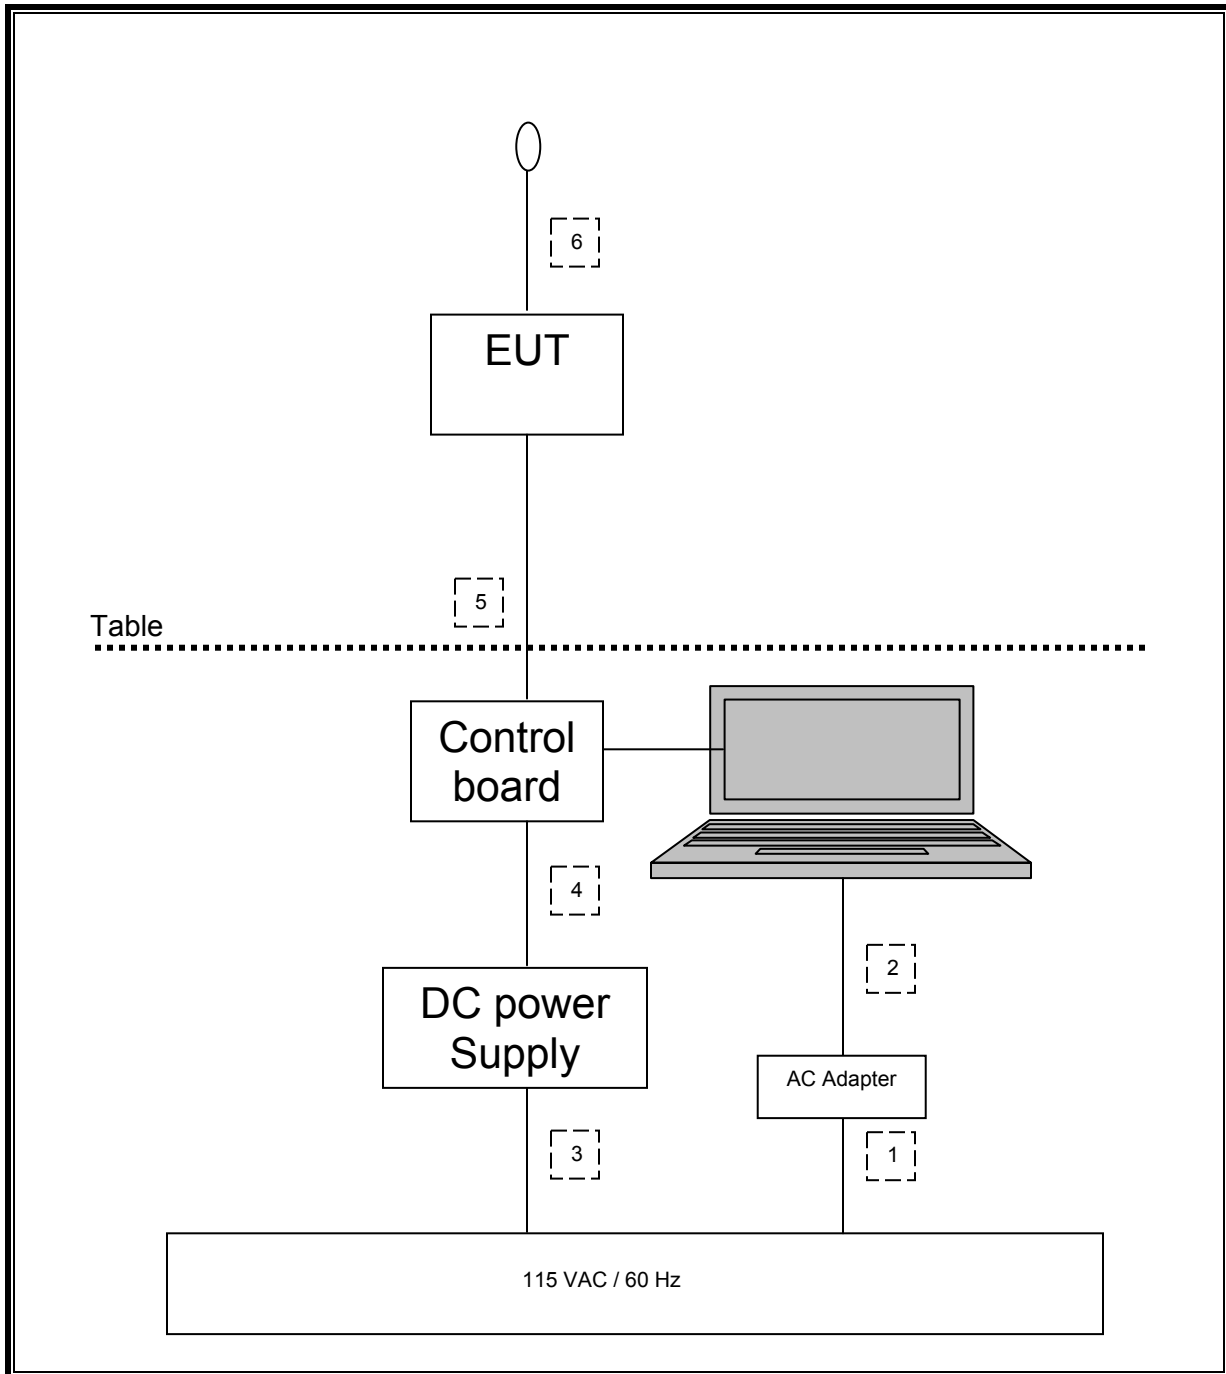 6
EUT
5
Table
Control
board
4
2
DC power
Supply
AC Adapter
3
1
115 VAC / 60 Hz